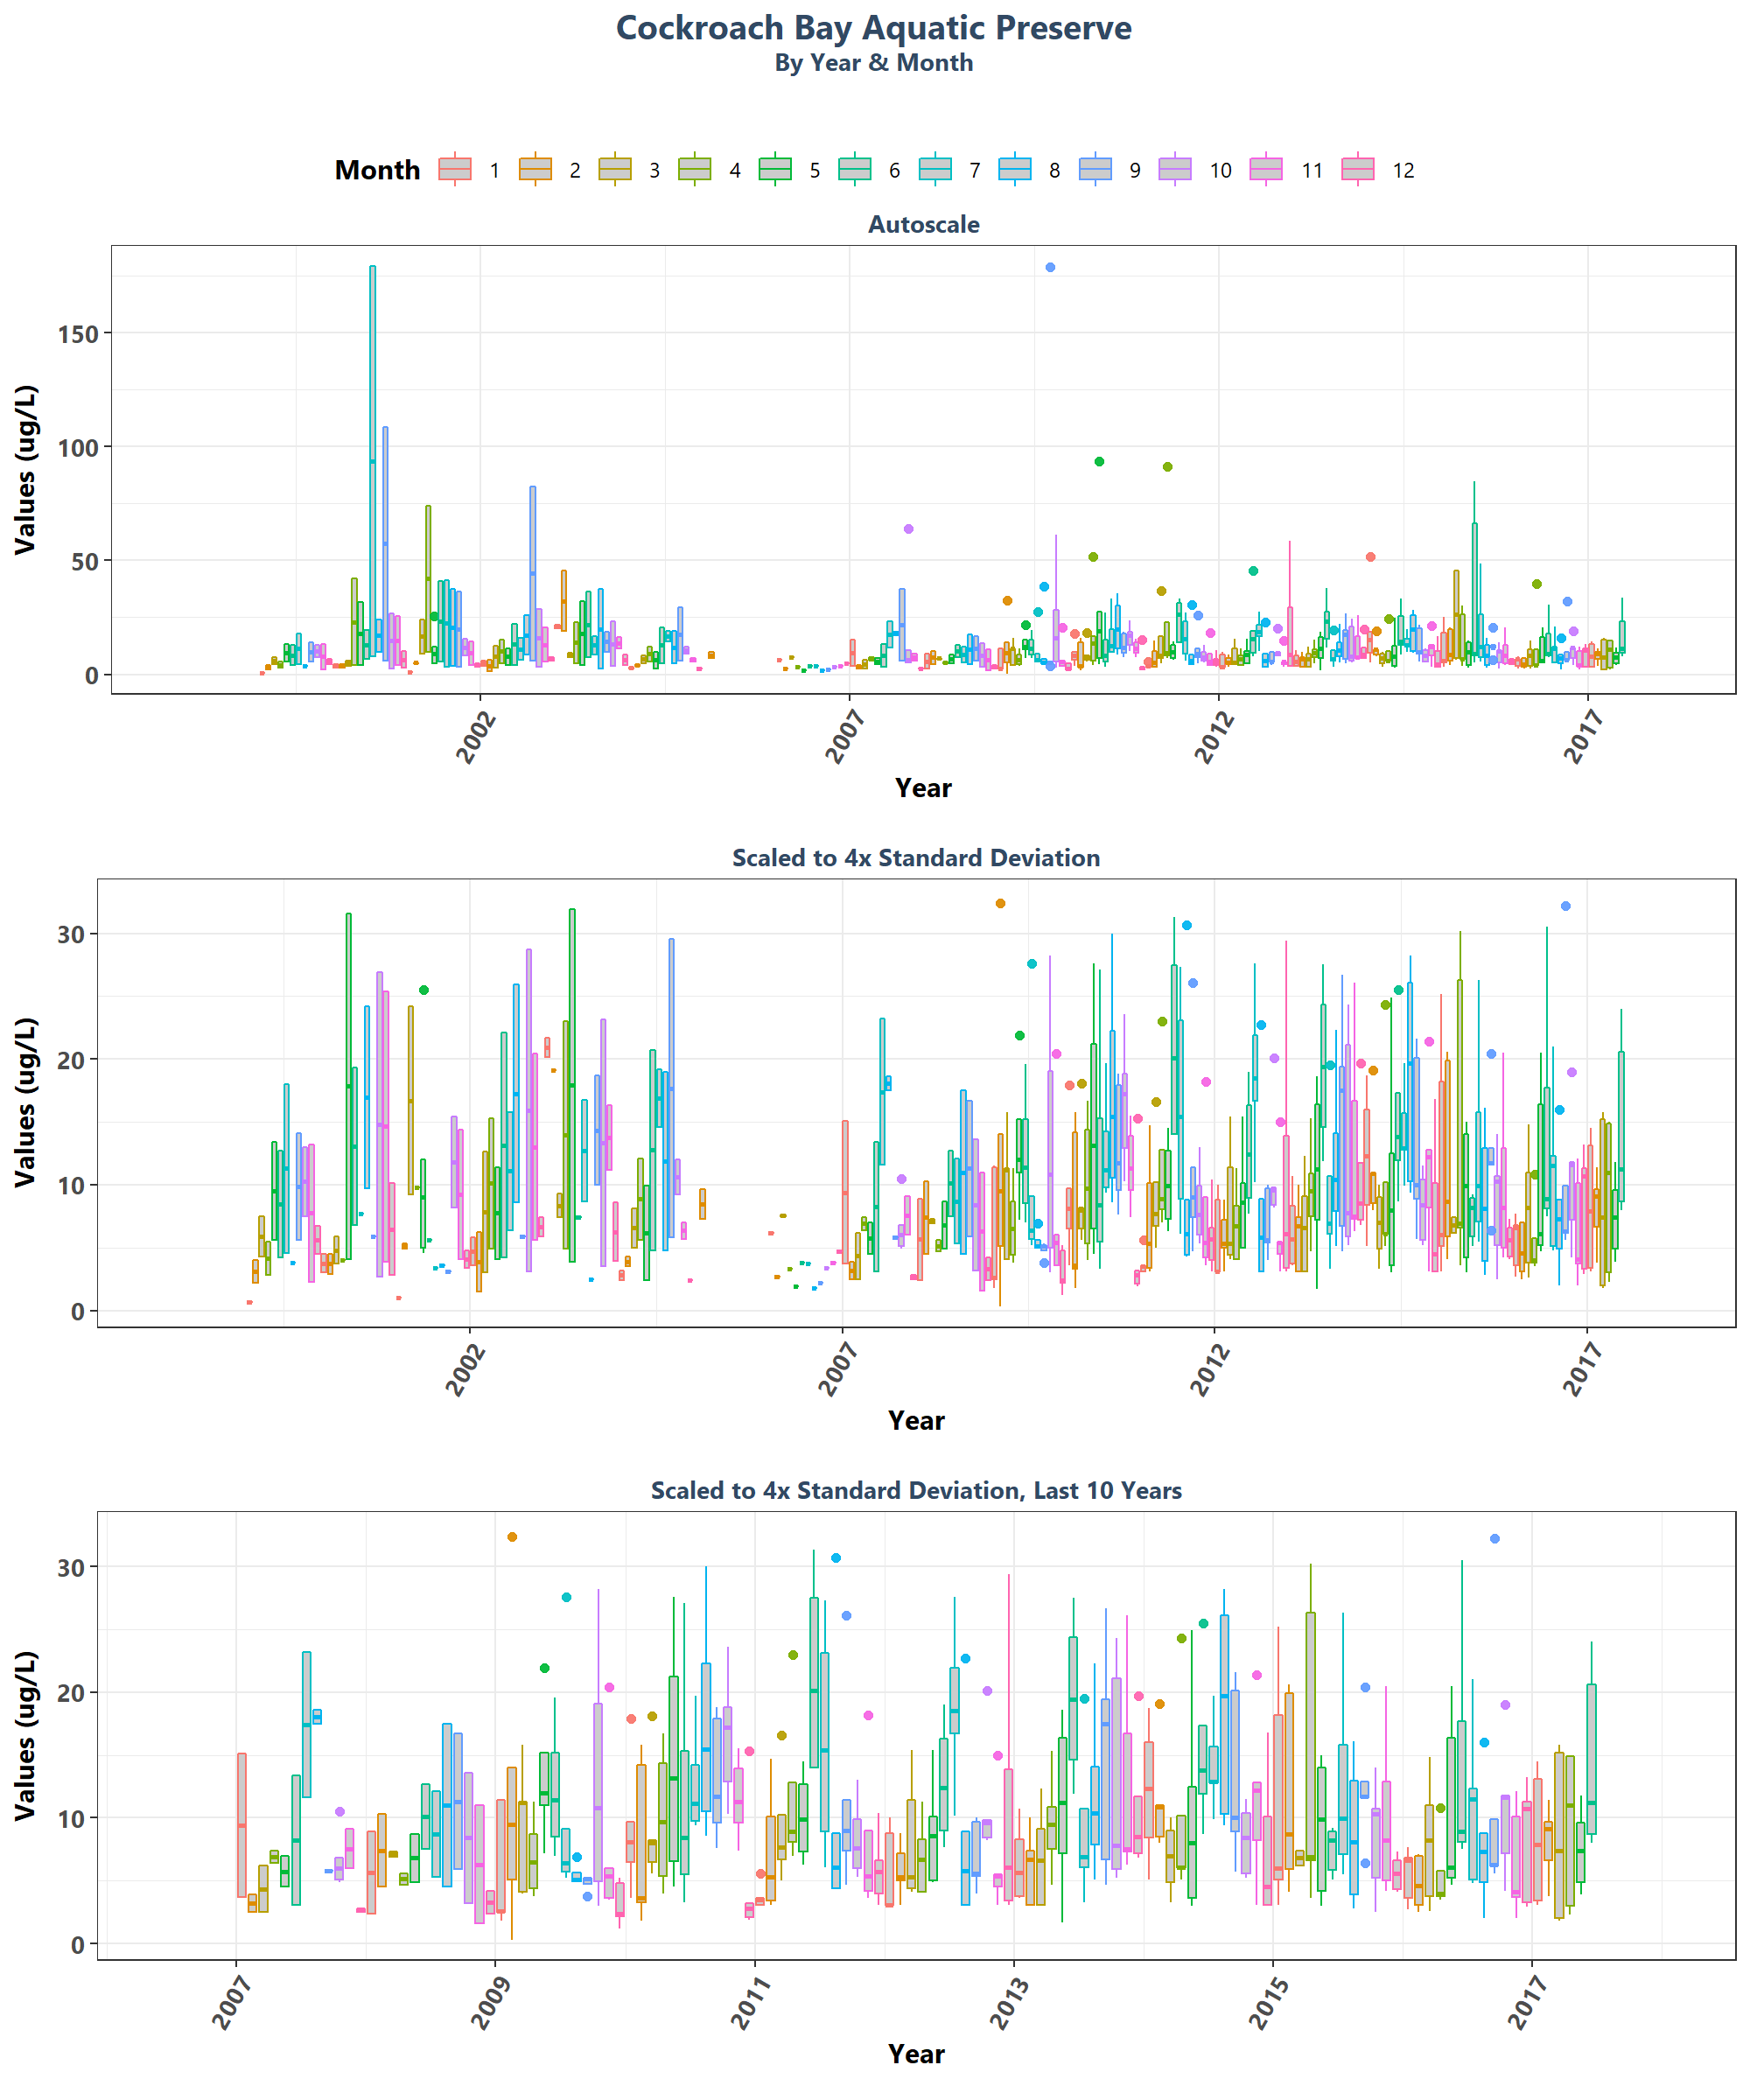 Cockroach Bay Aquatic Preserve
By Year & Month
Month 1 2 3 4 5 6 7 8 9 10 11 12
Autoscale
Values (ug/L)
150
100
50
0
2002 2007 2012 2017
Year
Scaled to 4x Standard Deviation
Values (ug/L)
30
20
10
0
2002 2007 2012 2017
Year
Scaled to 4x Standard Deviation, Last 10 Years
Values (ug/L)
30
20
10
0
2007 2009 2011 2013 2015 2017
Year